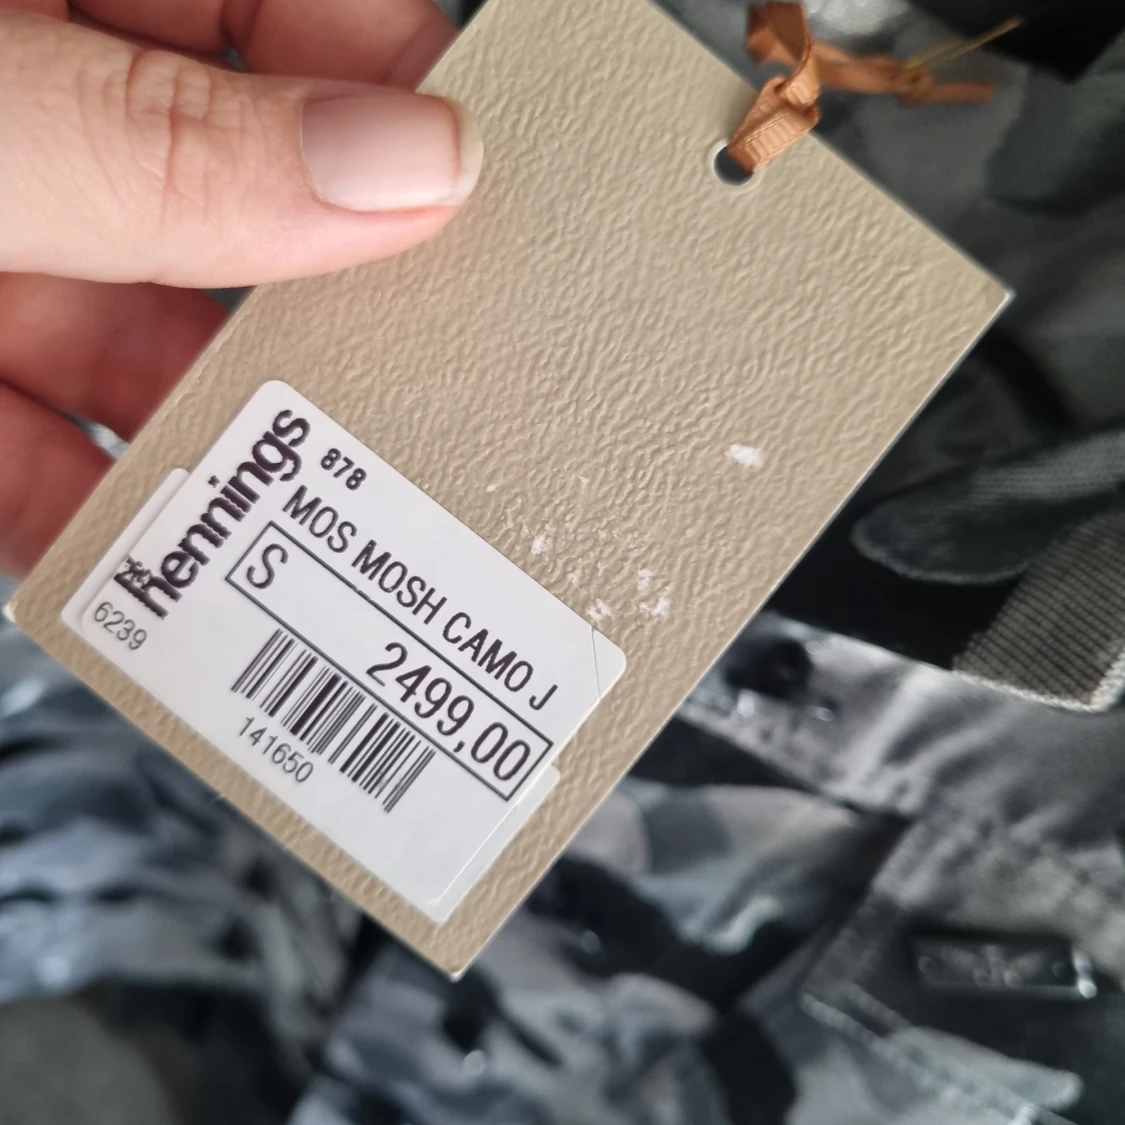 hennings
878
MOS MOSH CAMO J
S
2499,00
141650
6239